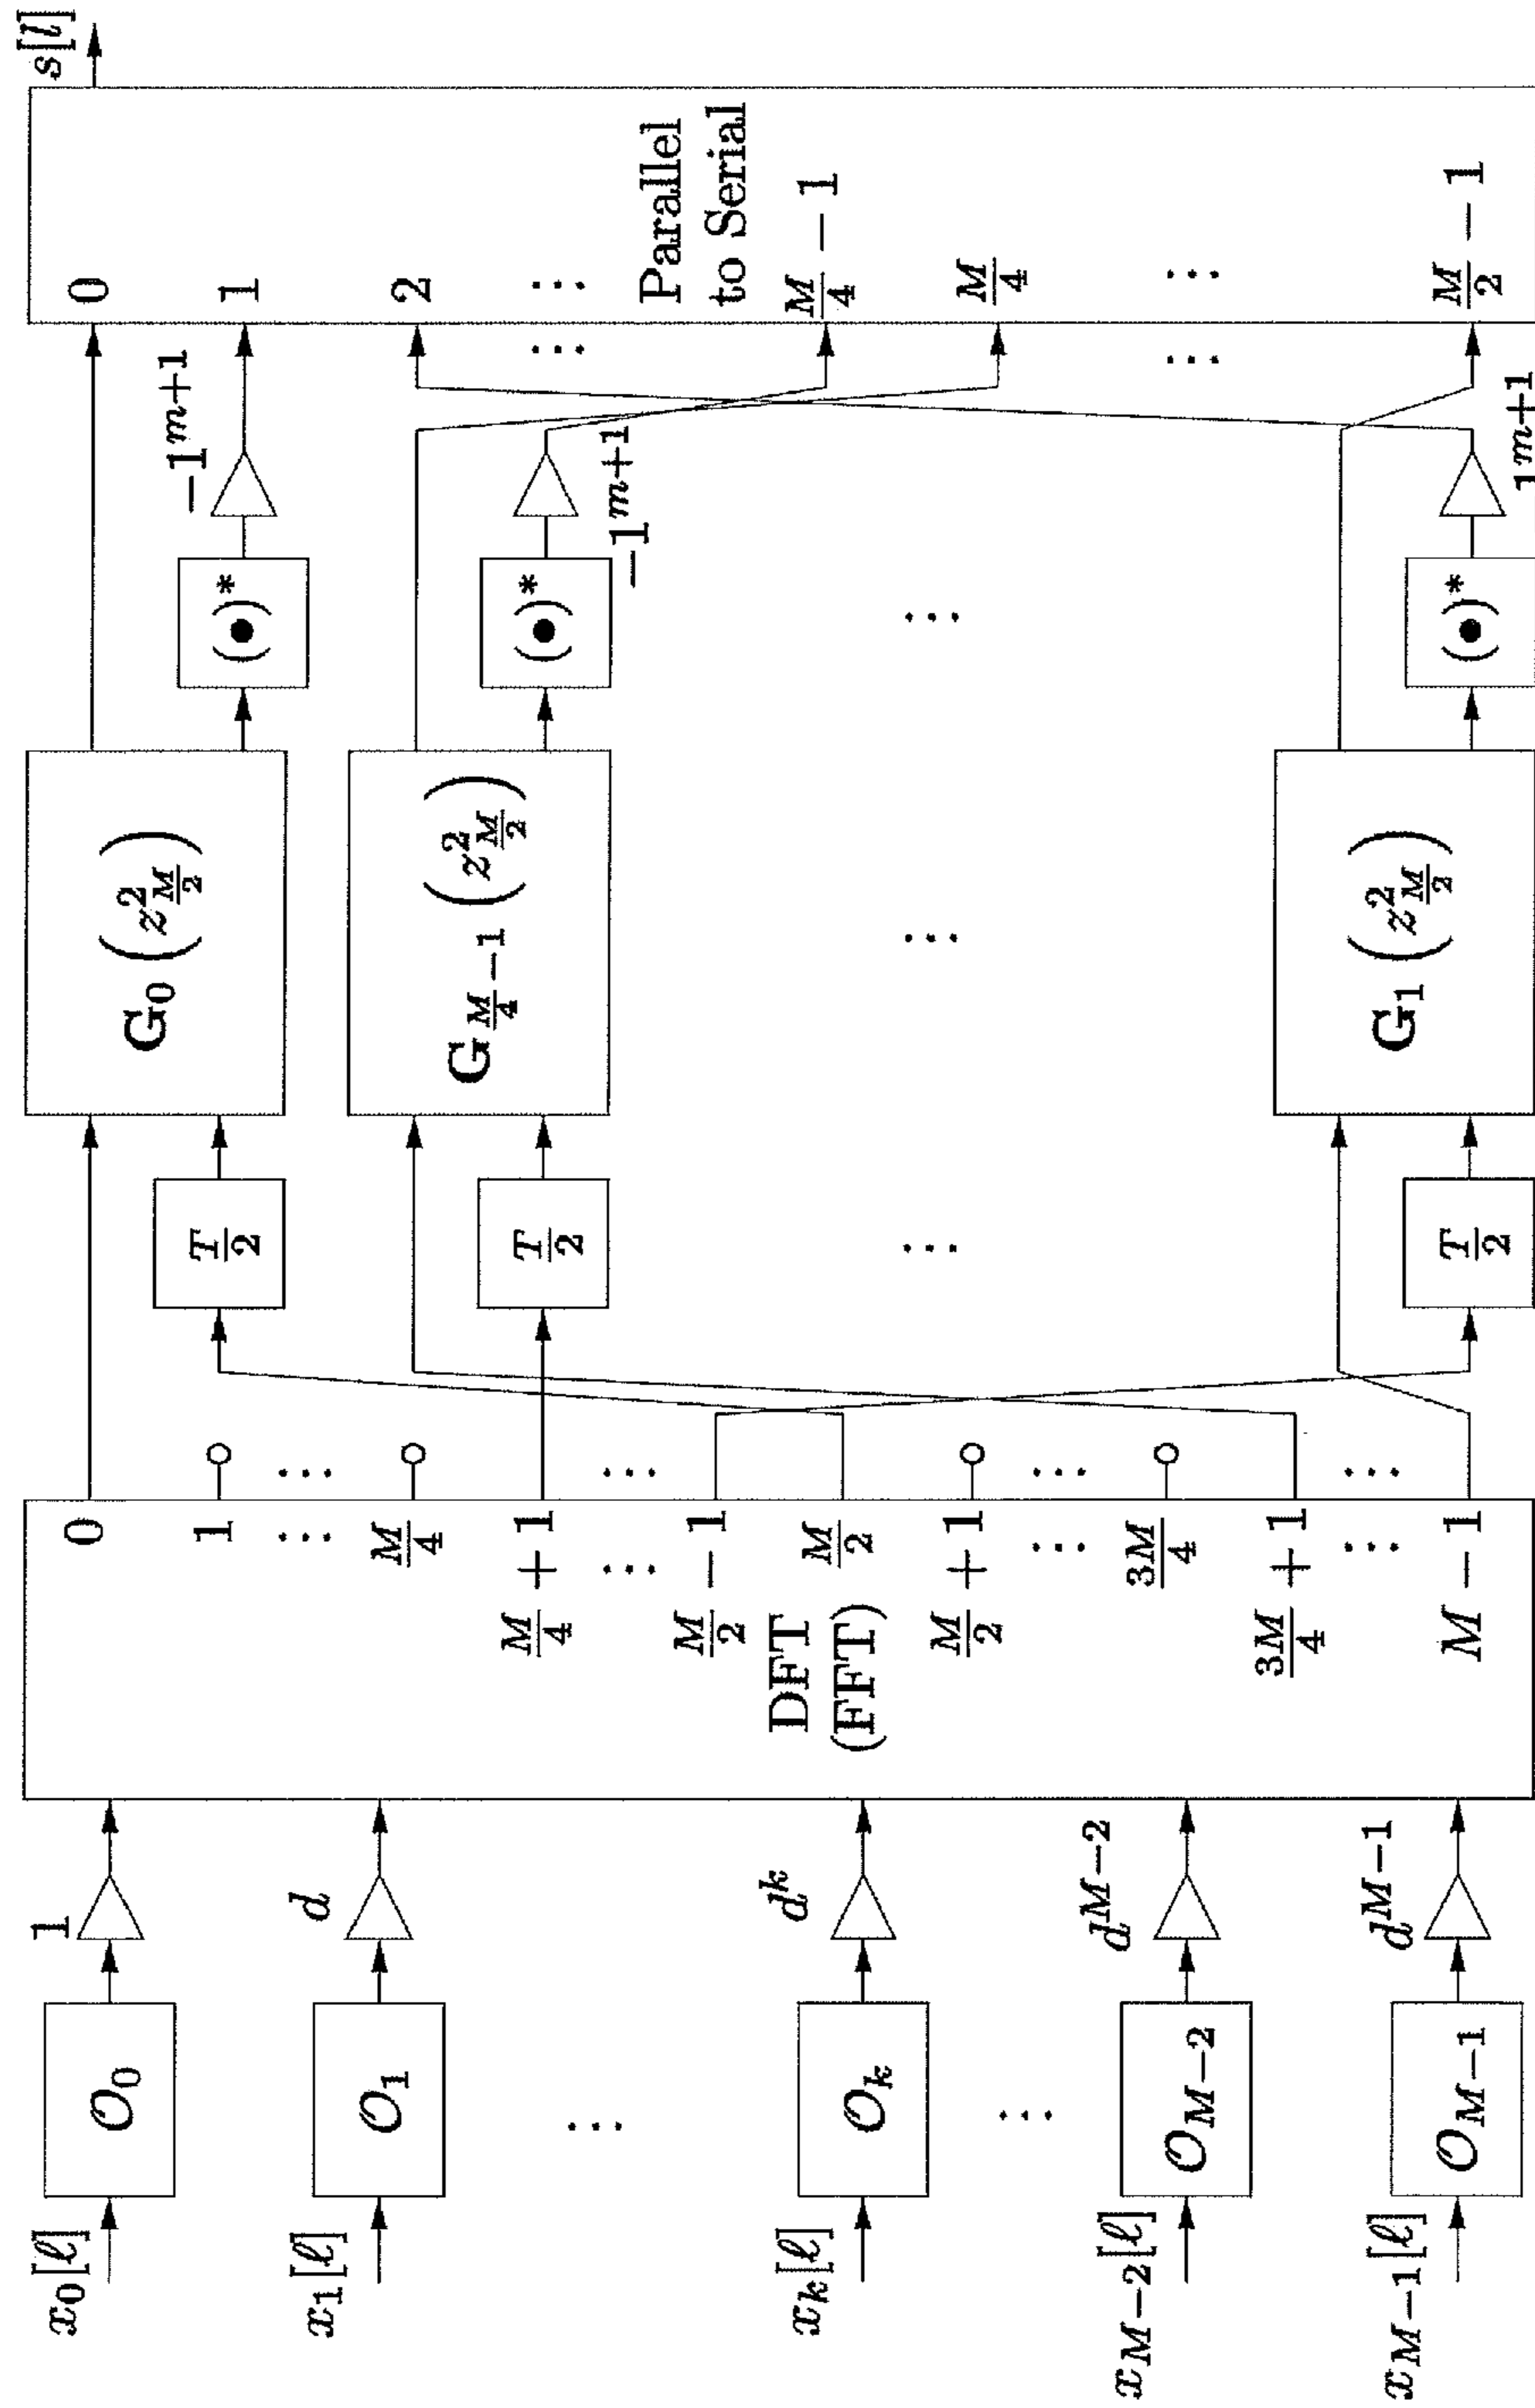 x_0[ℓ]
x_1[ℓ]
x_k[ℓ]
x_{M-2}[ℓ]
x_{M-1}[ℓ]
𝒪_0
𝒪_1
⋯
𝒪_k
⋯
𝒪_{M-2}
𝒪_{M-1}
1
d
d^k
d^{M-2}
d^{M-1}
DFT
(FFT)
0
1
⋯
M/4
M/4 + 1
⋯
M/2 − 1
M/2
M/2 + 1
⋯
3M/4
3M/4 + 1
⋯
M − 1
⋯
⋯
⋯
⋯
T/2
T/2
⋯
T/2
G_0 (z^2_{M/2})
G_{M/4 − 1} (z^2_{M/2})
⋯
G_1 (z^2_{M/2})
(•)*
(•)*
⋯
(•)*
−1^{m+1}
−1^{m+1}
1^{m+1}
⋯
⋯
0
1
2
⋯
M/4 − 1
M/4
⋯
M/2 − 1
Parallel
to Serial
s[l]